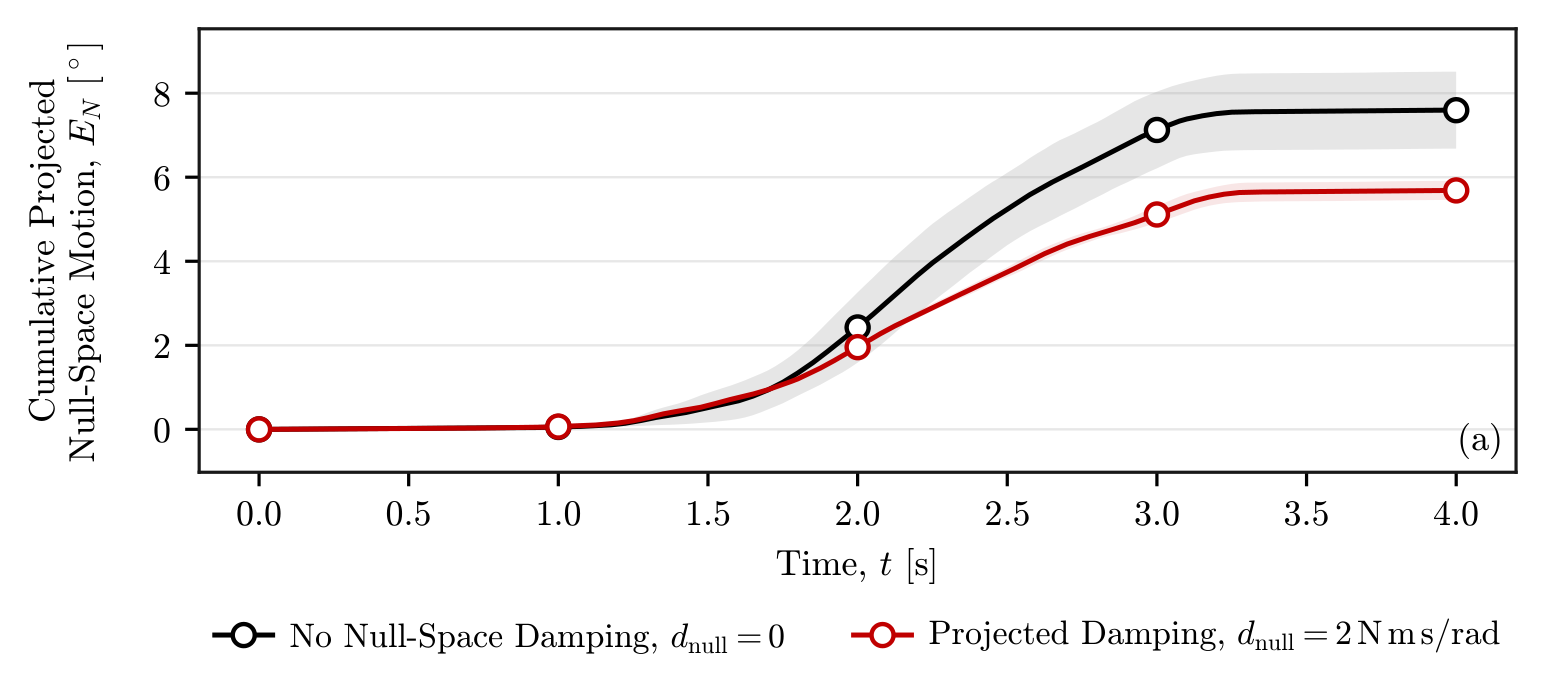 Cumulative Projected
Null-Space Motion, E_N [°]
8
6
4
2
0
(a)
0.0 0.5 1.0 1.5 2.0 2.5 3.0 3.5 4.0
Time, t [s]
No Null-Space Damping, d_null = 0
Projected Damping, d_null = 2 N m s/rad